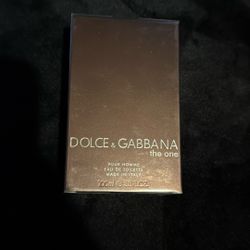 DOLCE & GABBANA
the one
POUR HOMME
EAU DE TOILETTE
MADE IN ITALY